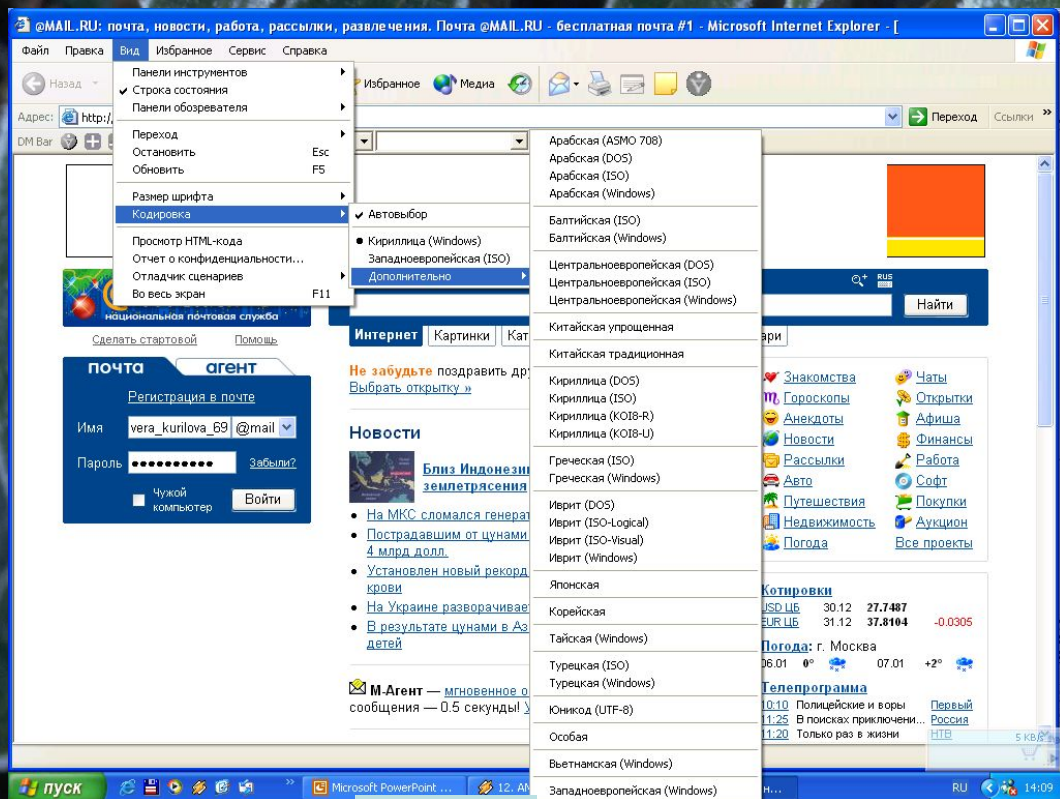 @MAIL.RU: почта, новости, работа, рассылки, развлечения. Почта @MAIL.RU - бесплатная почта #1 - Microsoft Internet Explorer - [
Файл Правка Вид Избранное Сервис Справка
Назад
Избранное Медиа
Адрес: http:/
Переход Ссылки »
DM Bar
Панели инструментов
Строка состояния
Панели обозревателя
Переход
Остановить Esc
Обновить F5
Размер шрифта
Кодировка
Просмотр HTML-кода
Отчет о конфиденциальности...
Отладчик сценариев
Во весь экран F11
Автовыбор
Кириллица (Windows)
Западноевропейская (ISO)
Дополнительно
Арабская (ASMO 708)
Арабская (DOS)
Арабская (ISO)
Арабская (Windows)
Балтийская (ISO)
Балтийская (Windows)
Центральноевропейская (DOS)
Центральноевропейская (ISO)
Центральноевропейская (Windows)
Китайская упрощенная
Китайская традиционная
Кириллица (DOS)
Кириллица (ISO)
Кириллица (KOI8-R)
Кириллица (KOI8-U)
Греческая (ISO)
Греческая (Windows)
Иврит (DOS)
Иврит (ISO-Logical)
Иврит (ISO-Visual)
Иврит (Windows)
Японская
Корейская
Тайская (Windows)
Турецкая (ISO)
Турецкая (Windows)
Юникод (UTF-8)
Особая
Вьетнамская (Windows)
Западноевропейская (Windows)
национальная почтовая служба
Сделать стартовой Помощь
почта агент
Регистрация в почте
Имя vera_kurilova_69 @mail
Пароль Забыли?
Чужой
компьютер
Войти
RUS
Найти
Интернет Картинки Кат
ари
Не забудьте поздравить дру
Выбрать открытку »
Новости
Близ Индонезии
землетрясения
На МКС сломался генерат
Пострадавшим от цунами
4 млрд долл.
Установлен новый рекорд
крови
На Украине разворачивае
В результате цунами в Аз
детей
М-Агент — мгновенное о
сообщения — 0.5 секунды! У
Знакомства Чаты
Гороскопы Открытки
Анекдоты Афиша
Новости Финансы
Рассылки Работа
Авто Софт
Путешествия Покупки
Недвижимость Аукцион
Погода Все проекты
Котировки
USD ЦБ 30.12 27.7487
EUR ЦБ 31.12 37.8104 -0.0305
Погода: г. Москва
06.01 0° 07.01 +2°
Телепрограмма
10:10 Полицейские и воры Первый
11:25 В поисках приключени... Россия
11:20 Только раз в жизни НТВ
5 KB/s
пуск
»
Microsoft PowerPoint ...
12. AN
н...
RU
14:09